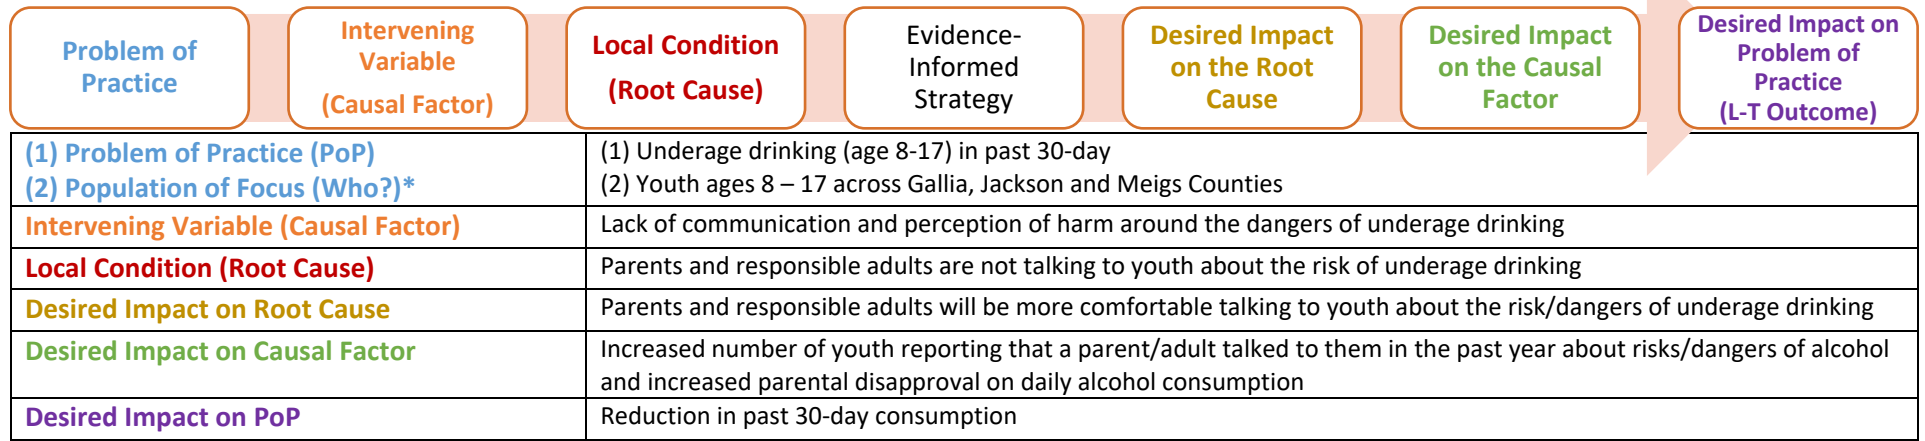 Problem of
Practice
Intervening
Variable
(Causal Factor)
Local Condition
(Root Cause)
Evidence-
Informed
Strategy
Desired Impact
on the Root
Cause
Desired Impact
on the Causal
Factor
Desired Impact on
Problem of
Practice
(L-T Outcome)
(1) Problem of Practice (PoP)
(2) Population of Focus (Who?)*
(1) Underage drinking (age 8-17) in past 30-day
(2) Youth ages 8 – 17 across Gallia, Jackson and Meigs Counties
Intervening Variable (Causal Factor)
Lack of communication and perception of harm around the dangers of underage drinking
Local Condition (Root Cause)
Parents and responsible adults are not talking to youth about the risk of underage drinking
Desired Impact on Root Cause
Parents and responsible adults will be more comfortable talking to youth about the risk/dangers of underage drinking
Desired Impact on Causal Factor
Increased number of youth reporting that a parent/adult talked to them in the past year about risks/dangers of alcohol
and increased parental disapproval on daily alcohol consumption
Desired Impact on PoP
Reduction in past 30-day consumption